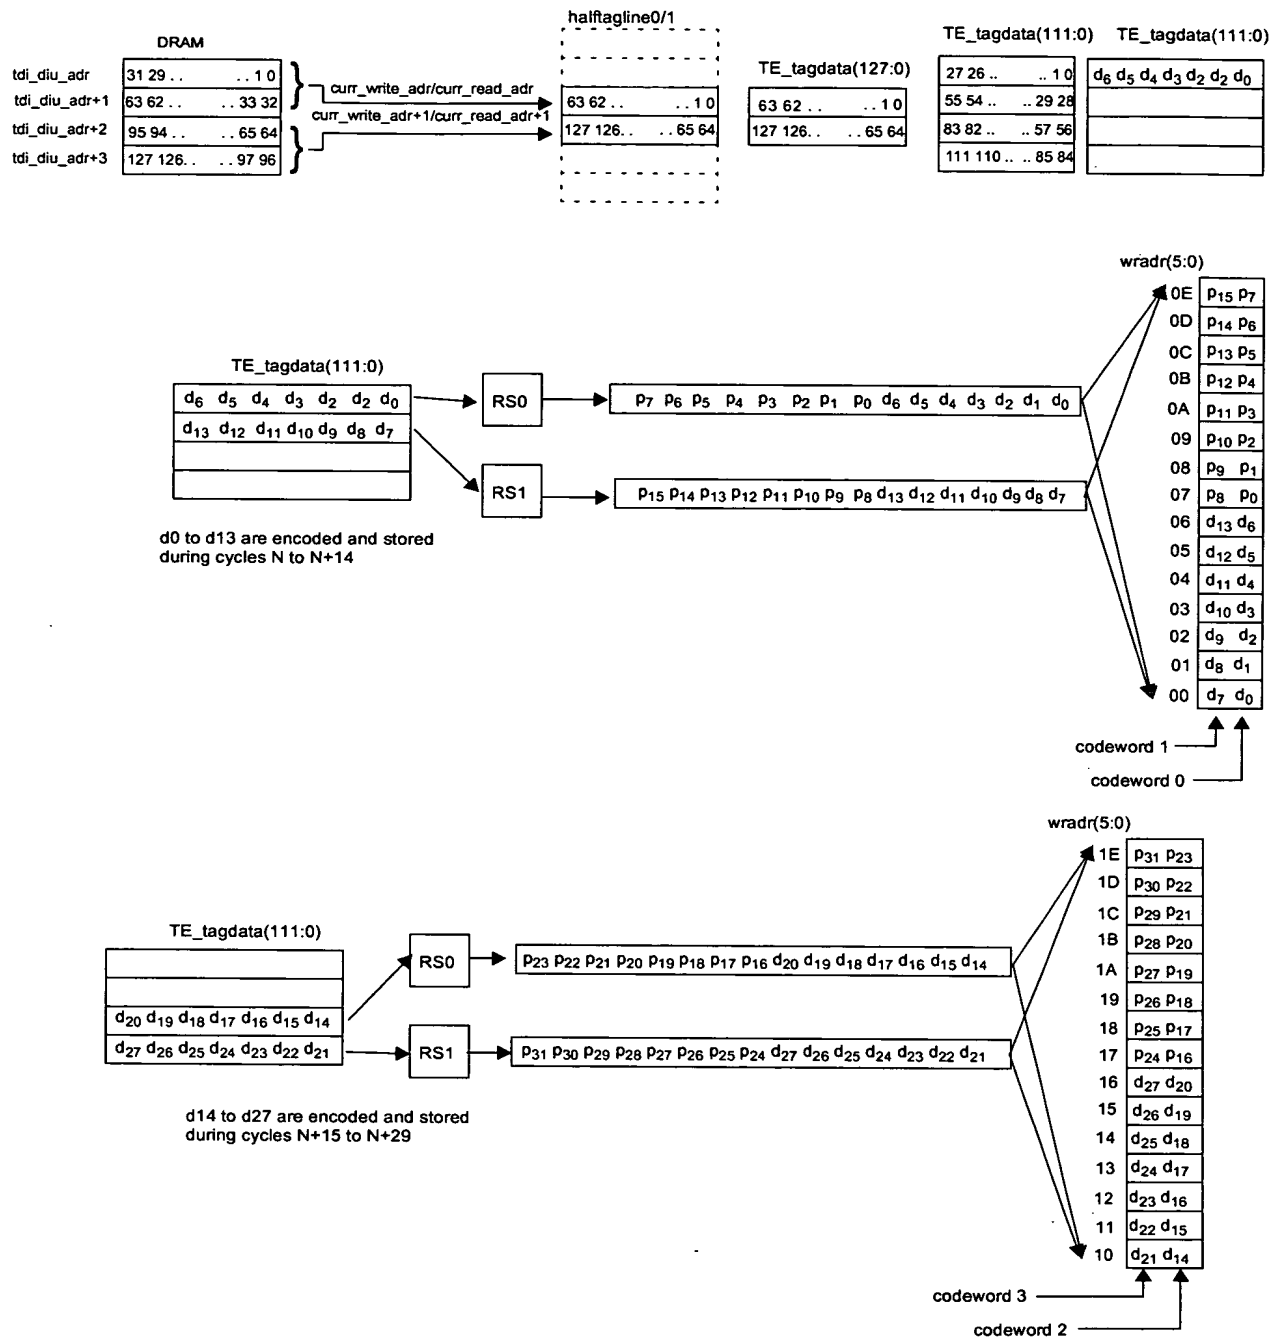 halftagline0/1
DRAM
TE_tagdata(127:0)
TE_tagdata(111:0)
TE_tagdata(111:0)
tdi_diu_adr
31 29 . . . . 1 0
tdi_diu_adr+1
63 62 . . . . 33 32
tdi_diu_adr+2
95 94 . . . . 65 64
tdi_diu_adr+3
127 126. . . . 97 96
curr_write_adr/curr_read_adr
curr_write_adr+1/curr_read_adr+1
63 62 . . . . 1 0
127 126. . . . 65 64
63 62 . . . . 1 0
127 126. . . . 65 64
27 26 .. .. 1 0
55 54 .. .. 29 28
83 82 .. .. 57 56
111 110 .. .. 85 84
d6 d5 d4 d3 d2 d2 d0
wradr(5:0)
0E p15 p7
0D p14 p6
0C p13 p5
0B p12 p4
0A p11 p3
09 p10 p2
08 p9 p1
07 p8 p0
06 d13 d6
05 d12 d5
04 d11 d4
03 d10 d3
02 d9 d2
01 d8 d1
00 d7 d0
codeword 1
codeword 0
TE_tagdata(111:0)
d6 d5 d4 d3 d2 d2 d0
d13 d12 d11 d10 d9 d8 d7
RS0
p7 p6 p5 p4 p3 p2 p1 p0 d6 d5 d4 d3 d2 d1 d0
RS1
p15 p14 p13 p12 p11 p10 p9 p8 d13 d12 d11 d10 d9 d8 d7
d0 to d13 are encoded and stored
during cycles N to N+14
wradr(5:0)
1E p31 p23
1D p30 p22
1C p29 p21
1B p28 p20
1A p27 p19
19 p26 p18
18 p25 p17
17 p24 p16
16 d27 d20
15 d26 d19
14 d25 d18
13 d24 d17
12 d23 d16
11 d22 d15
10 d21 d14
codeword 3
codeword 2
TE_tagdata(111:0)
d20 d19 d18 d17 d16 d15 d14
d27 d26 d25 d24 d23 d22 d21
RS0
p23 p22 p21 p20 p19 p18 p17 p16 d20 d19 d18 d17 d16 d15 d14
RS1
p31 p30 p29 p28 p27 p26 p25 p24 d27 d26 d25 d24 d23 d22 d21
d14 to d27 are encoded and stored
during cycles N+15 to N+29